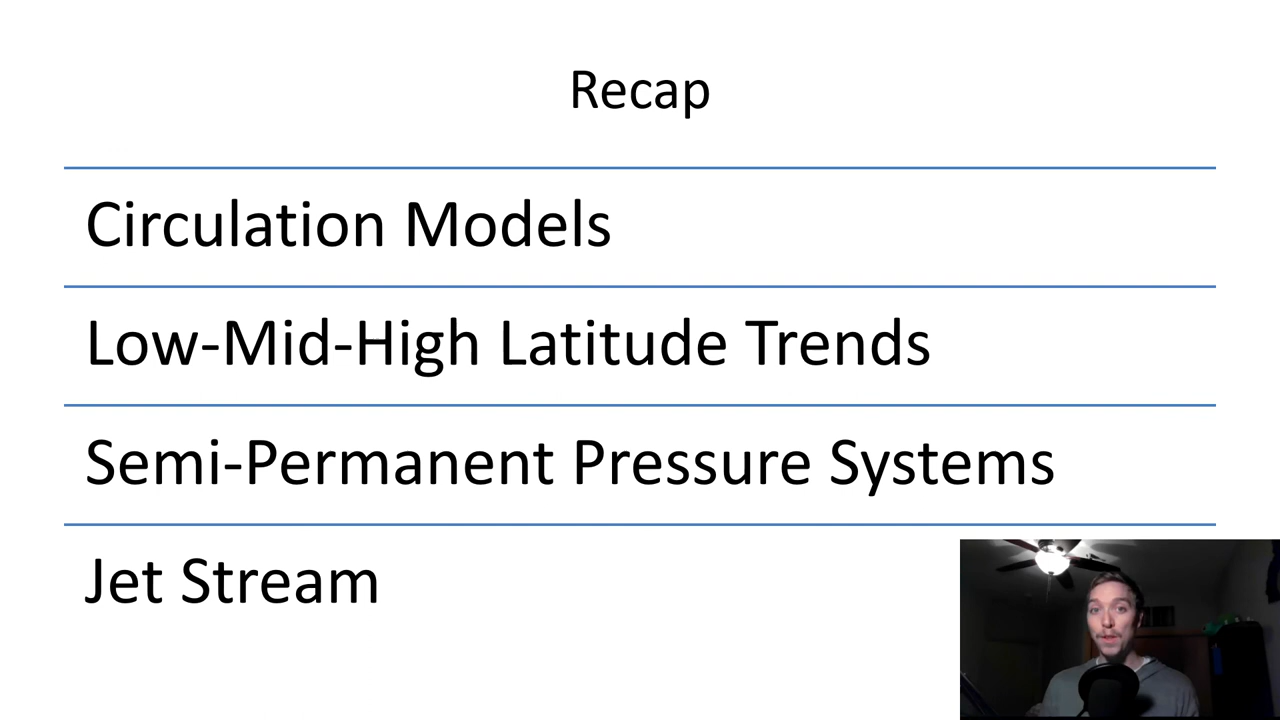 Recap
Circulation Models
Low-Mid-High Latitude Trends
Semi-Permanent Pressure Systems
Jet Stream